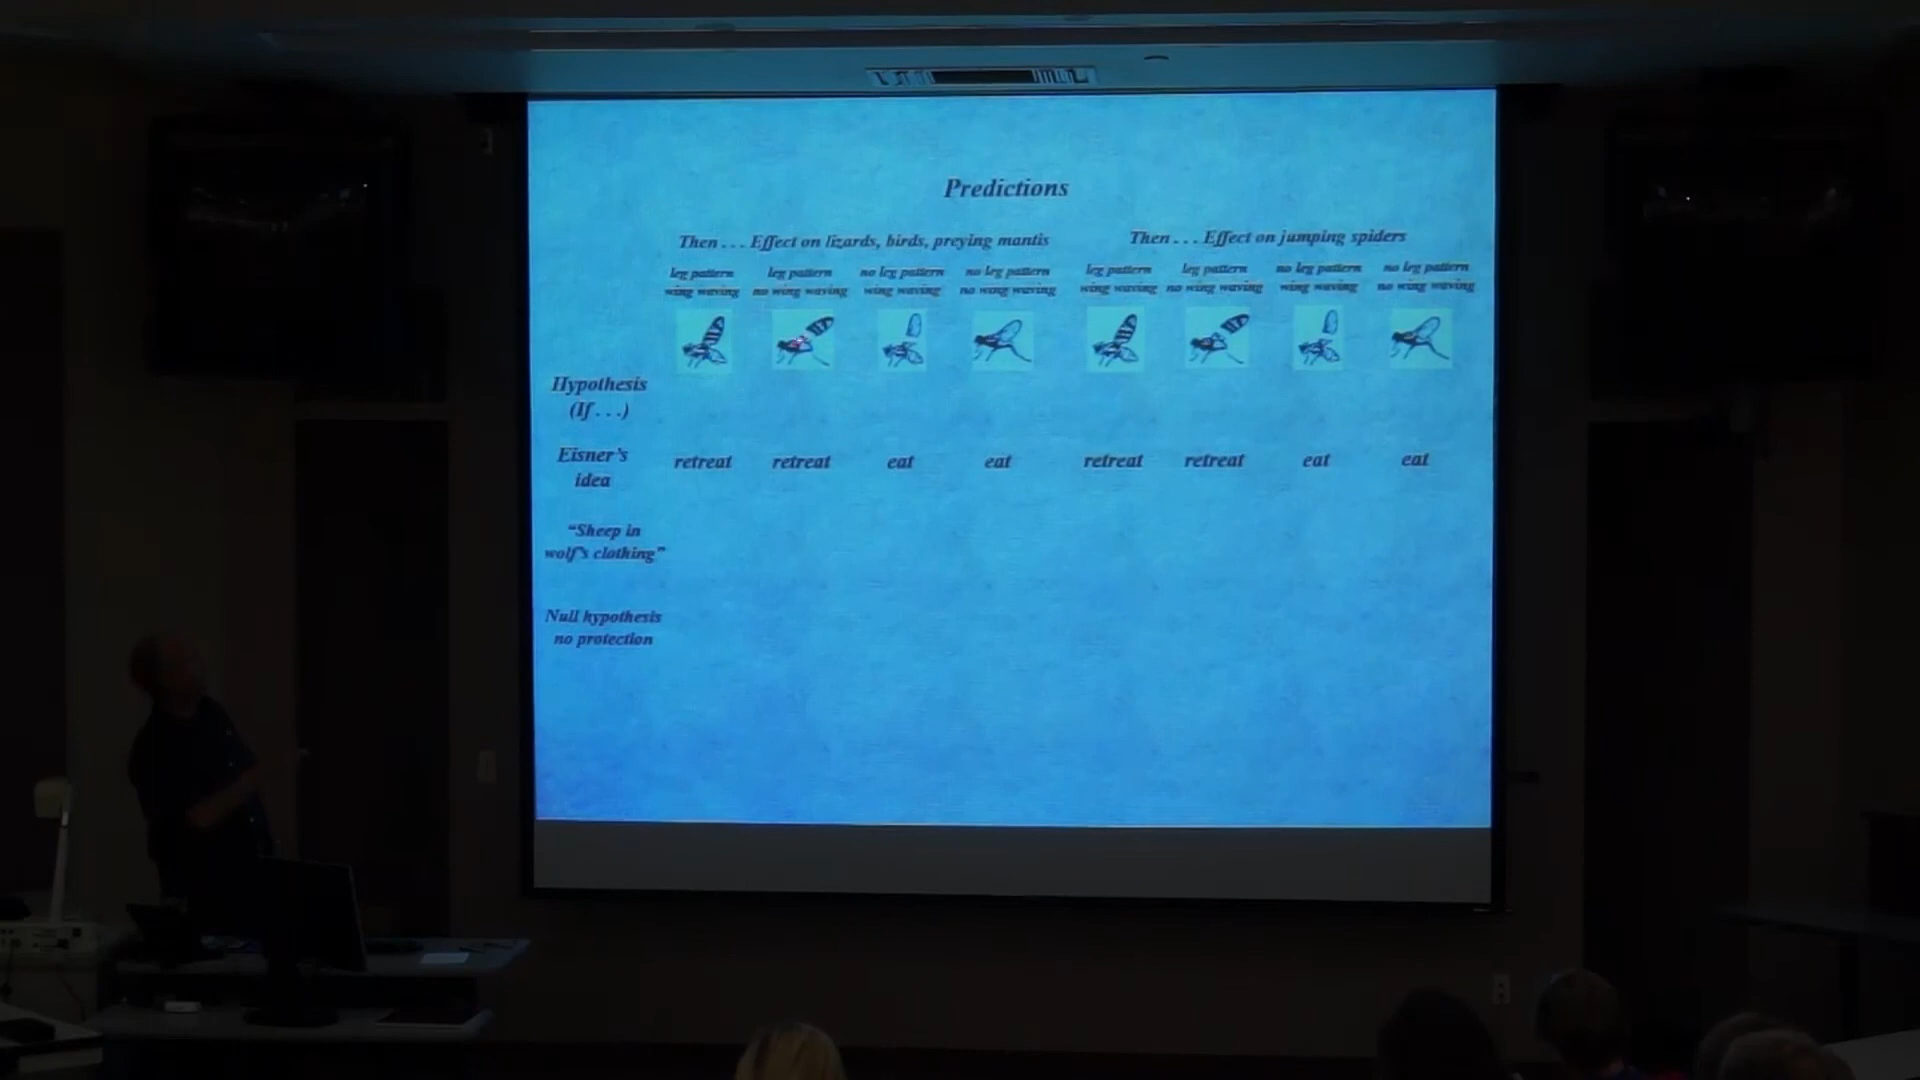 Predictions
Then . . . Effect on lizards, birds, preying mantis
Then . . . Effect on jumping spiders
leg pattern
wing waving
leg pattern
no wing waving
no leg pattern
wing waving
no leg pattern
no wing waving
leg pattern
wing waving
leg pattern
no wing waving
no leg pattern
wing waving
no leg pattern
no wing waving
Hypothesis
(If . . .)
Eisner's
idea
retreat retreat eat eat retreat retreat eat eat
“Sheep in
wolf's clothing”
Null hypothesis
no protection